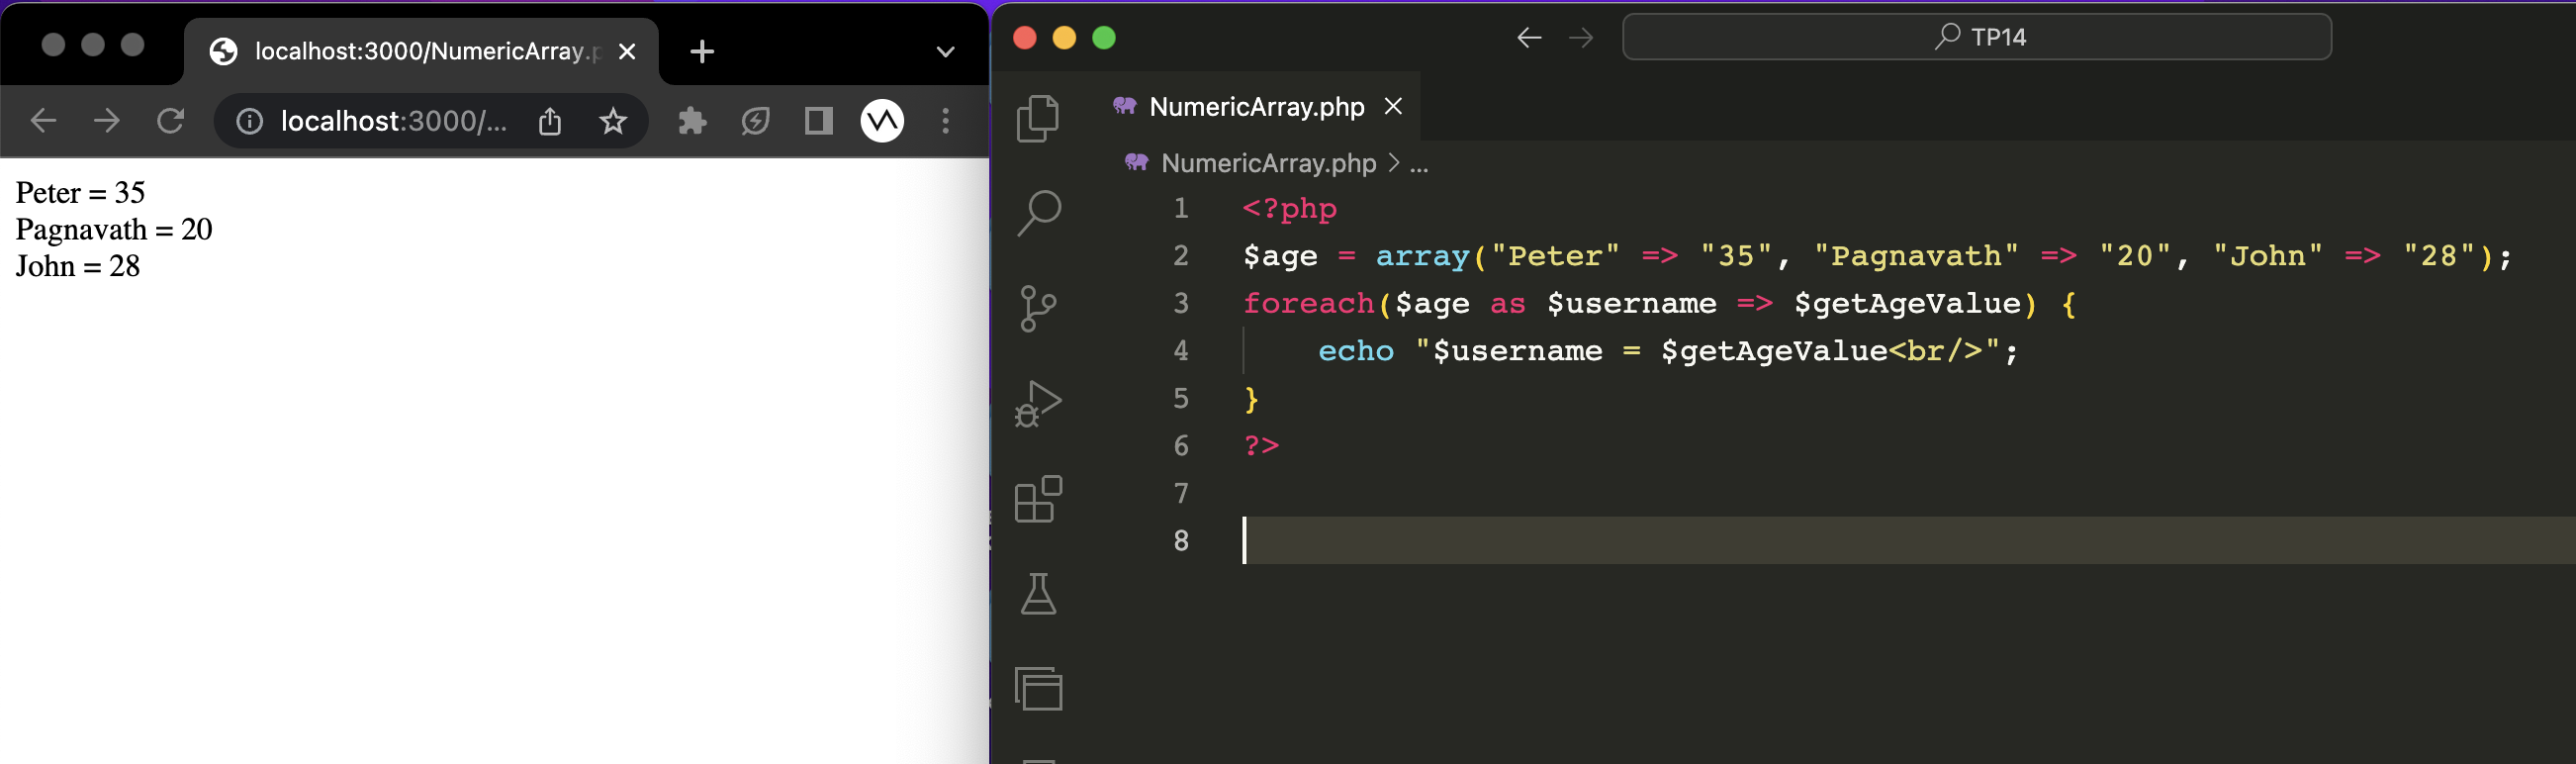 localhost:3000/NumericArray.p
localhost:3000/...
Peter = 35
Pagnavath = 20
John = 28
TP14
NumericArray.php
NumericArray.php > ...
1 <?php
2 $age = array("Peter" => "35", "Pagnavath" => "20", "John" => "28");
3 foreach($age as $username => $getAgeValue) {
4     echo "$username = $getAgeValue<br/>";
5 }
6 ?>
7
8